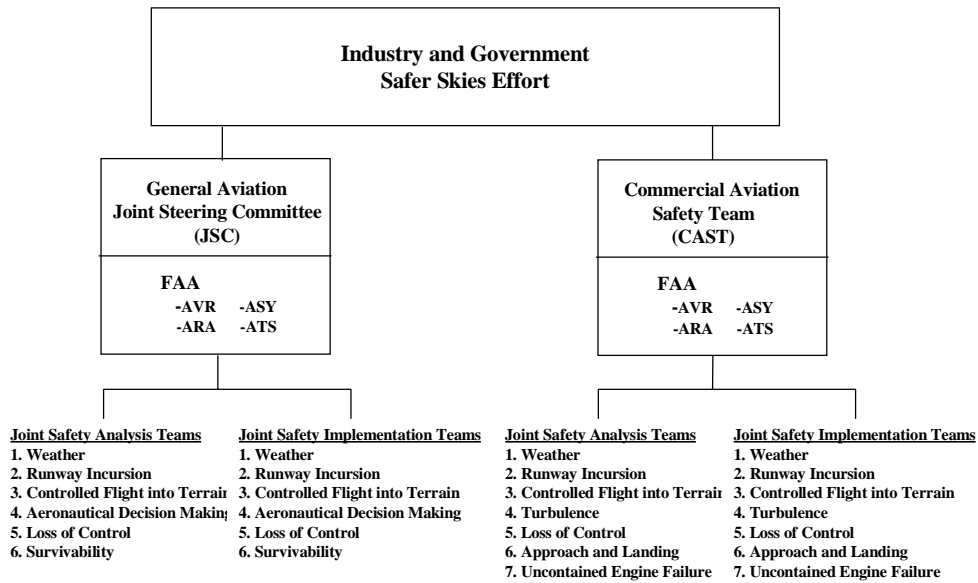 Industry and Government
Safer Skies Effort
General Aviation
Joint Steering Committee
(JSC)
FAA
-AVR -ASY
-ARA -ATS
Commercial Aviation
Safety Team
(CAST)
FAA
-AVR -ASY
-ARA -ATS
Joint Safety Analysis Teams
1. Weather
2. Runway Incursion
3. Controlled Flight into Terrain
4. Aeronautical Decision Making
5. Loss of Control
6. Survivability
Joint Safety Implementation Teams
1. Weather
2. Runway Incursion
3. Controlled Flight into Terrain
4. Aeronautical Decision Making
5. Loss of Control
6. Survivability
Joint Safety Analysis Teams
1. Weather
2. Runway Incursion
3. Controlled Flight into Terrain
4. Turbulence
5. Loss of Control
6. Approach and Landing
7. Uncontained Engine Failure
Joint Safety Implementation Teams
1. Weather
2. Runway Incursion
3. Controlled Flight into Terrain
4. Turbulence
5. Loss of Control
6. Approach and Landing
7. Uncontained Engine Failure